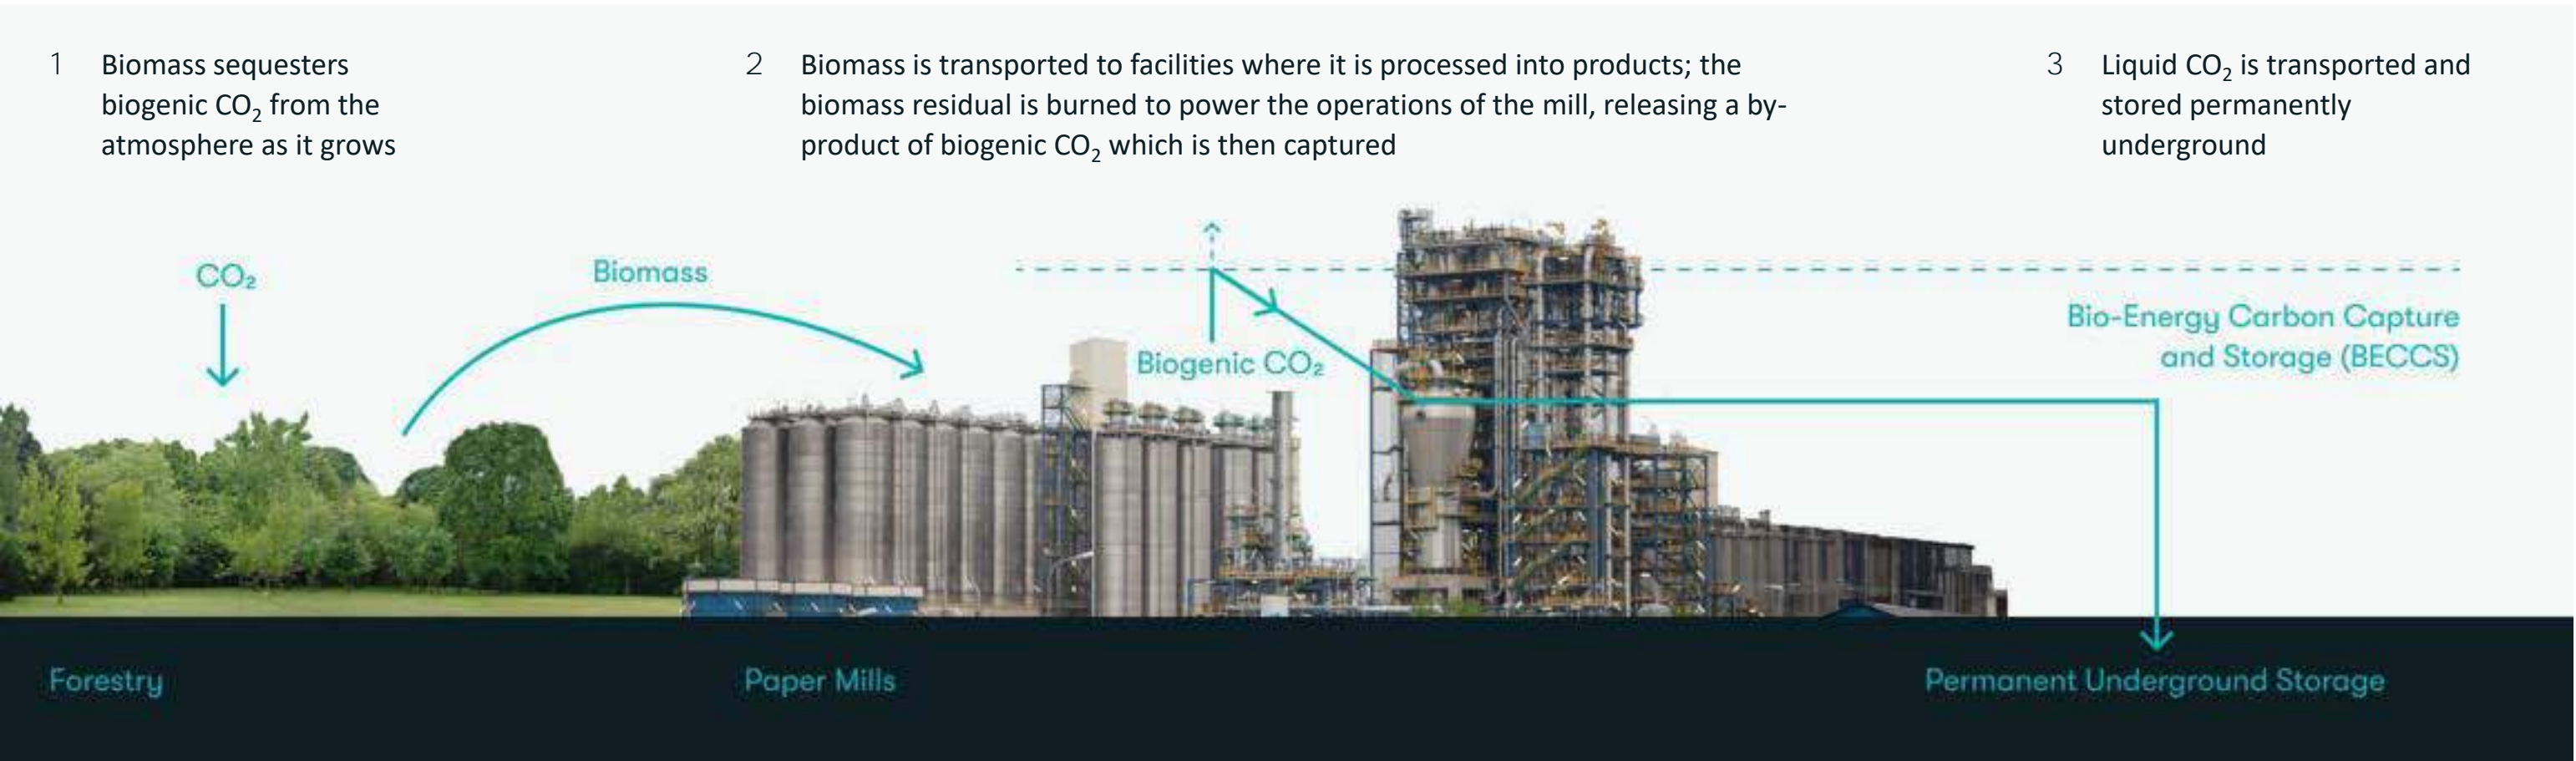 1 Biomass sequesters
biogenic CO₂ from the
atmosphere as it grows
2 Biomass is transported to facilities where it is processed into products; the
biomass residual is burned to power the operations of the mill, releasing a by-
product of biogenic CO₂ which is then captured
3 Liquid CO₂ is transported and
stored permanently
underground
CO₂
Biomass
Biogenic CO₂
Bio-Energy Carbon Capture
and Storage (BECCS)
Forestry
Paper Mills
Permanent Underground Storage